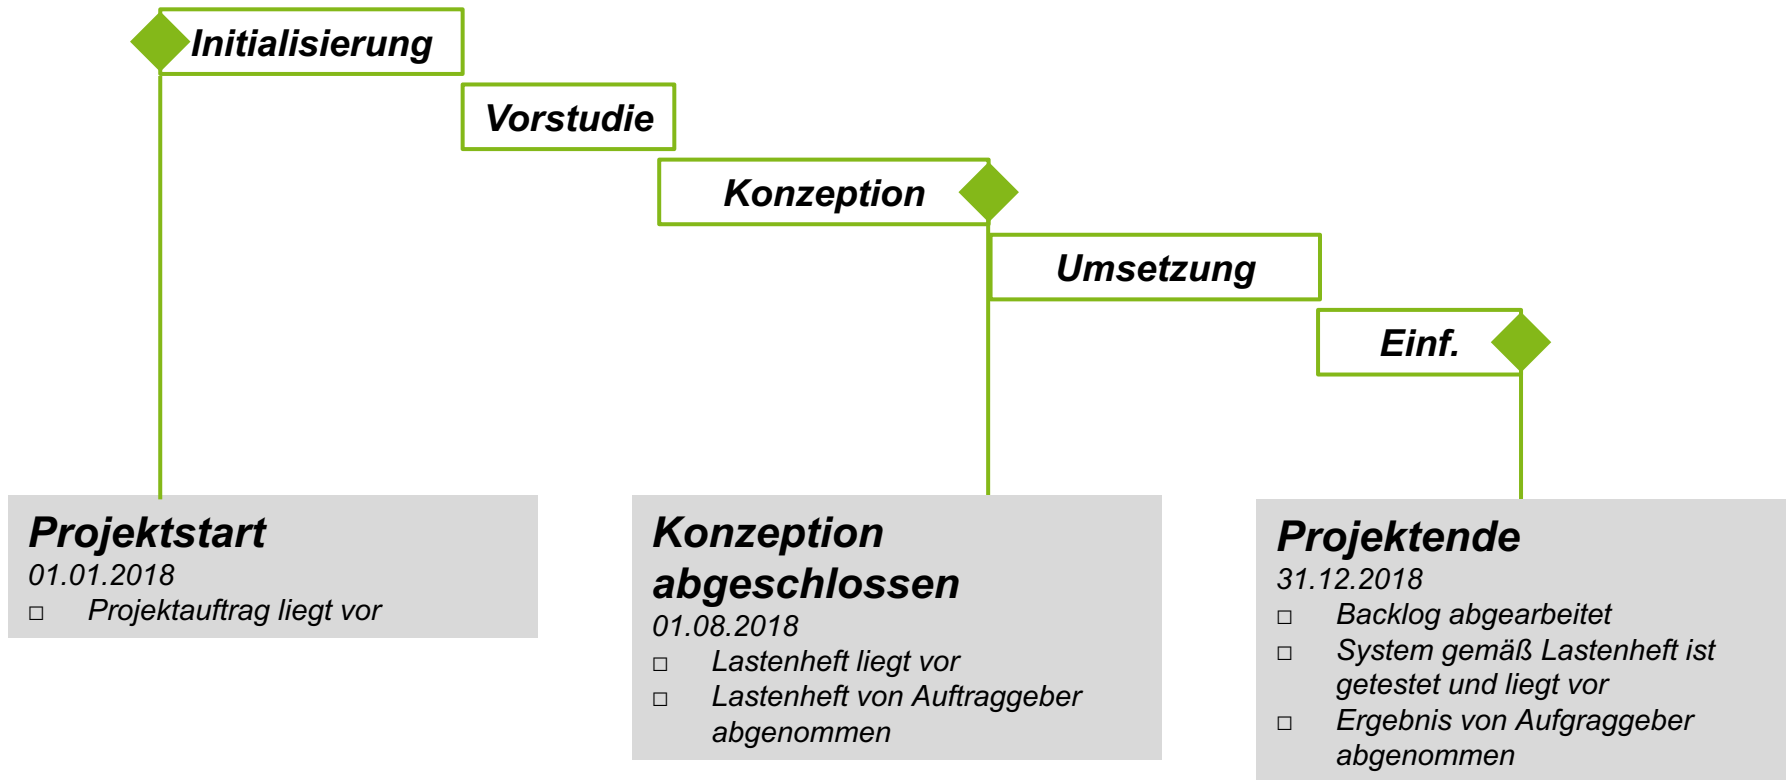 Initialisierung
Vorstudie
Konzeption
Umsetzung
Einf.
Projektstart
01.01.2018
□ Projektauftrag liegt vor
Konzeption
abgeschlossen
01.08.2018
□ Lastenheft liegt vor
□ Lastenheft von Auftraggeber
abgenommen
Projektende
31.12.2018
□ Backlog abgearbeitet
□ System gemäß Lastenheft ist
getestet und liegt vor
□ Ergebnis von Aufgraggeber
abgenommen